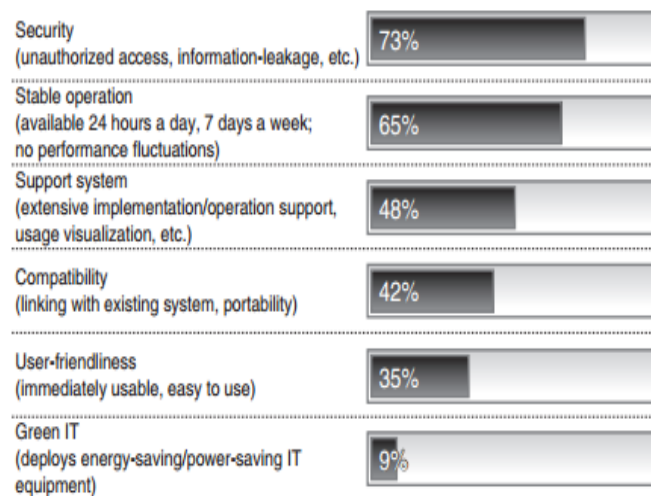 Security
(unauthorized access, information-leakage, etc.)
73%
Stable operation
(available 24 hours a day, 7 days a week;
no performance fluctuations)
65%
Support system
(extensive implementation/operation support,
usage visualization, etc.)
48%
Compatibility
(linking with existing system, portability)
42%
User-friendliness
(immediately usable, easy to use)
35%
Green IT
(deploys energy-saving/power-saving IT
equipment)
9%